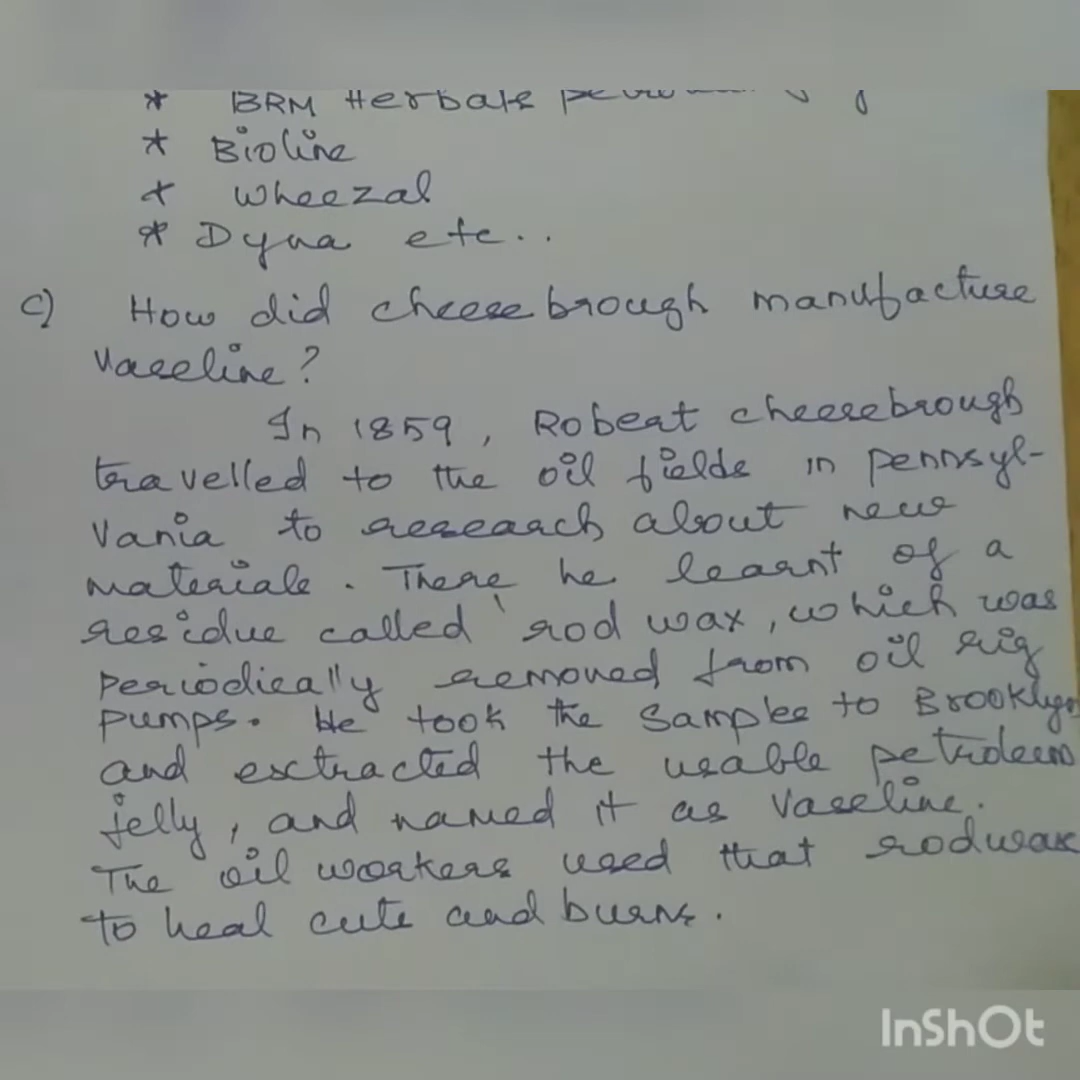 * BRM Herbals
* Bioline
* Wheezal
* Dyna etc..
c) How did cheesebrough manufacture
Vaseline?
In 1859, Robert cheesebrough
travelled to the oil fields in pennsyl-
vania to research about new
materials. There he learnt of a
residue called 'rod wax, which was
periodically removed from oil rig
pumps. He took the samples to Brooklyn
and extracted the usable petroleum
jelly, and named it as Vaseline.
The oil workers used that rodwax
to heal cuts and burns.
InShOt